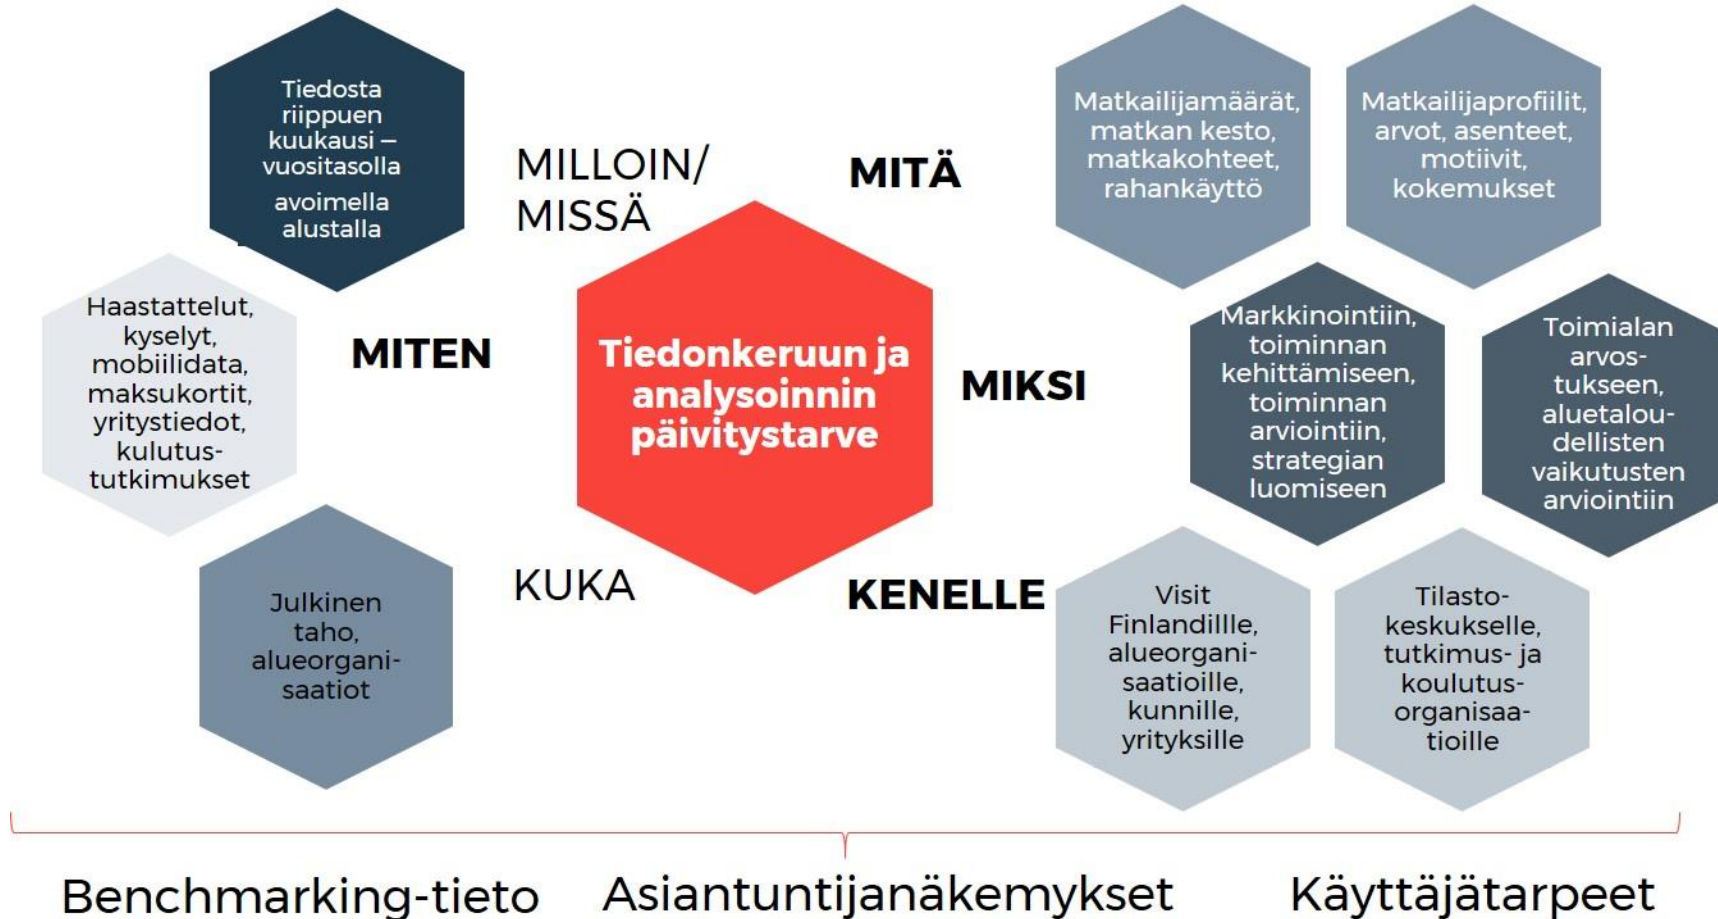 Tiedosta
riippuen
kuukausi –
vuositasolla
avoimella
alustalla
MILLOIN/
MISSÄ
MITÄ
Matkailijamäärät,
matkan kesto,
matkakohteet,
rahankäyttö
Matkailijaprofiilit,
arvot, asenteet,
motiivit,
kokemukset
Haastattelut,
kyselyt,
mobiilidata,
maksukortit,
yritystiedot,
kulutus-
tutkimukset
MITEN
Tiedonkeruun ja
analysoinnin
päivitystarve
MIKSI
Markkinointiin,
toiminnan
kehittämiseen,
toiminnan
arviointiin,
strategian
luomiseen
Toimialan
arvos-
tukseen,
aluetalou-
dellisten
vaikutusten
arviointiin
Julkinen
taho,
alueorgani-
saatiot
KUKA
KENELLE
Visit
Finlandillle,
alueorgani-
saatioille,
kunnille,
yrityksille
Tilasto-
keskukselle,
tutkimus- ja
koulutus-
organisaa-
tioille
Benchmarking-tieto
Asiantuntijanäkemykset
Käyttäjätarpeet